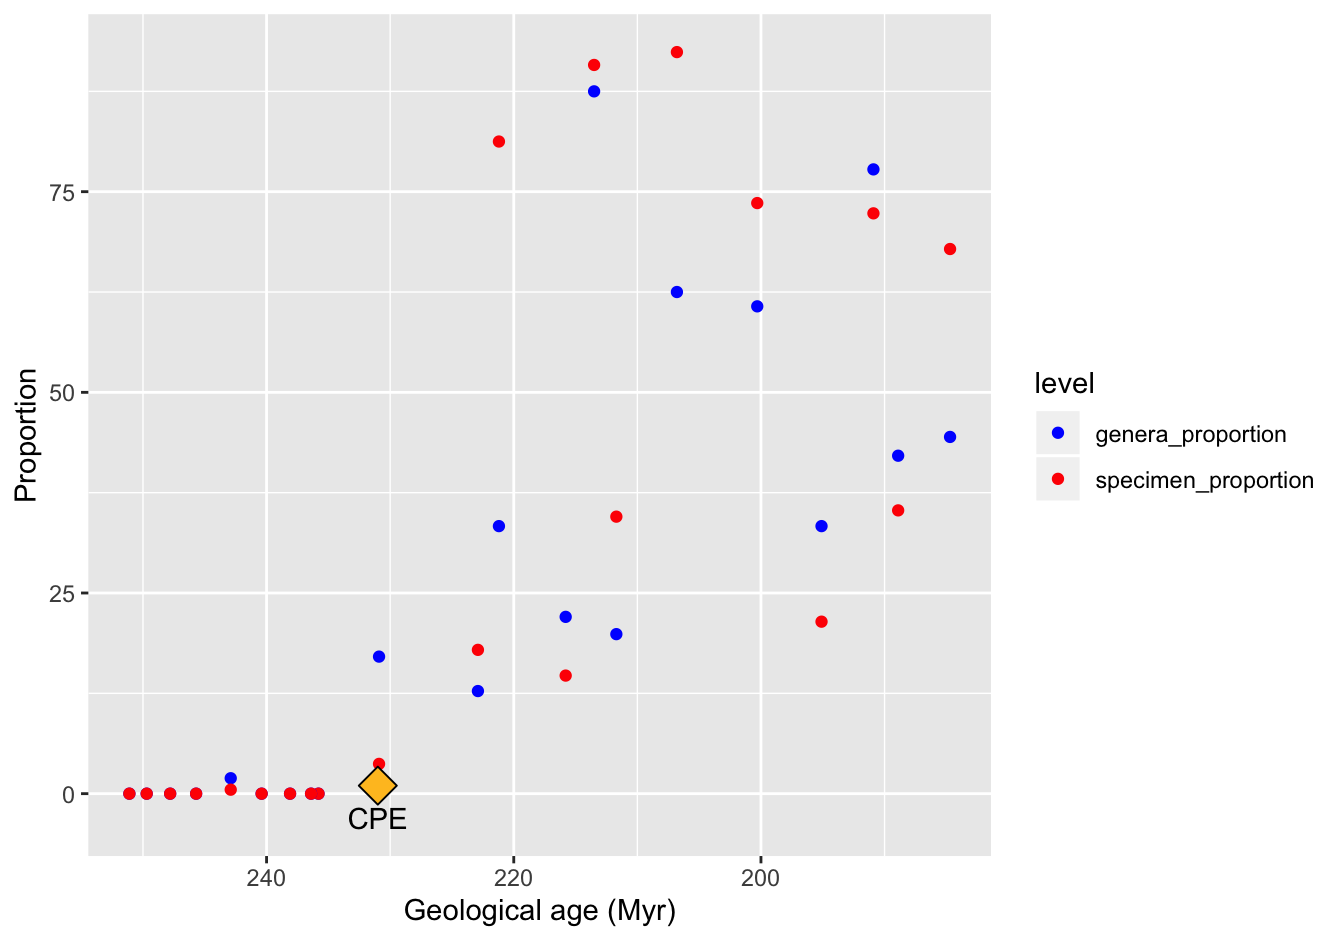 75
50
25
0
Proportion
CPE
240 220 200
Geological age (Myr)
level
genera_proportion
specimen_proportion